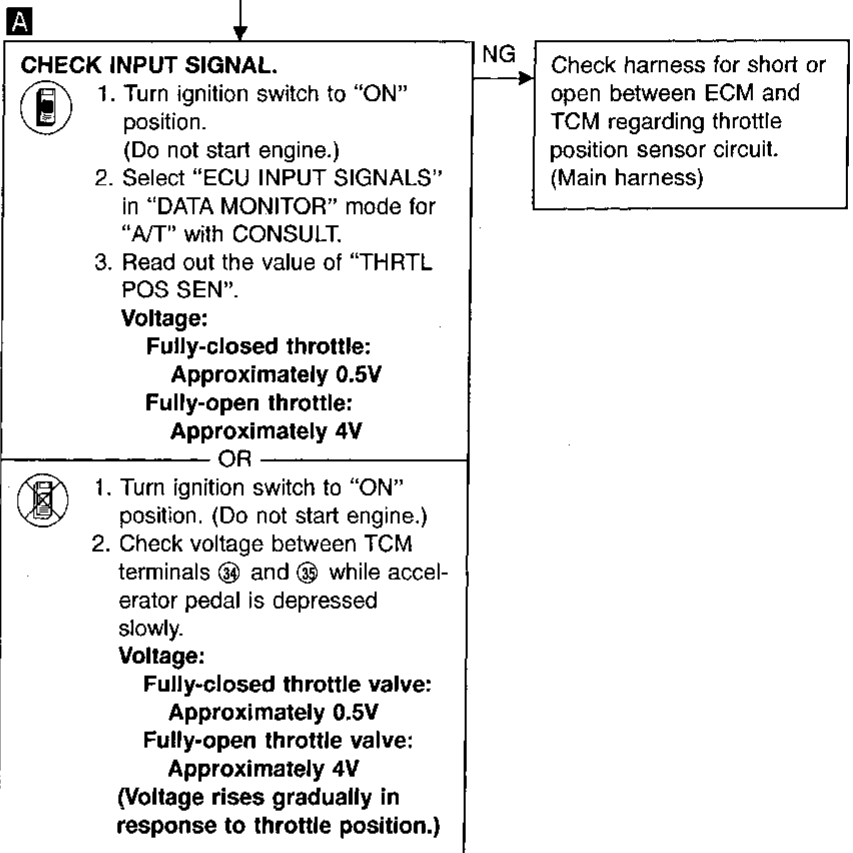 A
CHECK INPUT SIGNAL.
1. Turn ignition switch to “ON”
position.
(Do not start engine.)
2. Select “ECU INPUT SIGNALS”
in “DATA MONITOR” mode for
“A/T” with CONSULT.
3. Read out the value of “THRTL
POS SEN”.
Voltage:
Fully-closed throttle:
Approximately 0.5V
Fully-open throttle:
Approximately 4V
OR
1. Turn ignition switch to “ON”
position. (Do not start engine.)
2. Check voltage between TCM
terminals ㉞ and ㉟ while accel-
erator pedal is depressed
slowly.
Voltage:
Fully-closed throttle valve:
Approximately 0.5V
Fully-open throttle valve:
Approximately 4V
(Voltage rises gradually in
response to throttle position.)
NG
Check harness for short or
open between ECM and
TCM regarding throttle
position sensor circuit.
(Main harness)